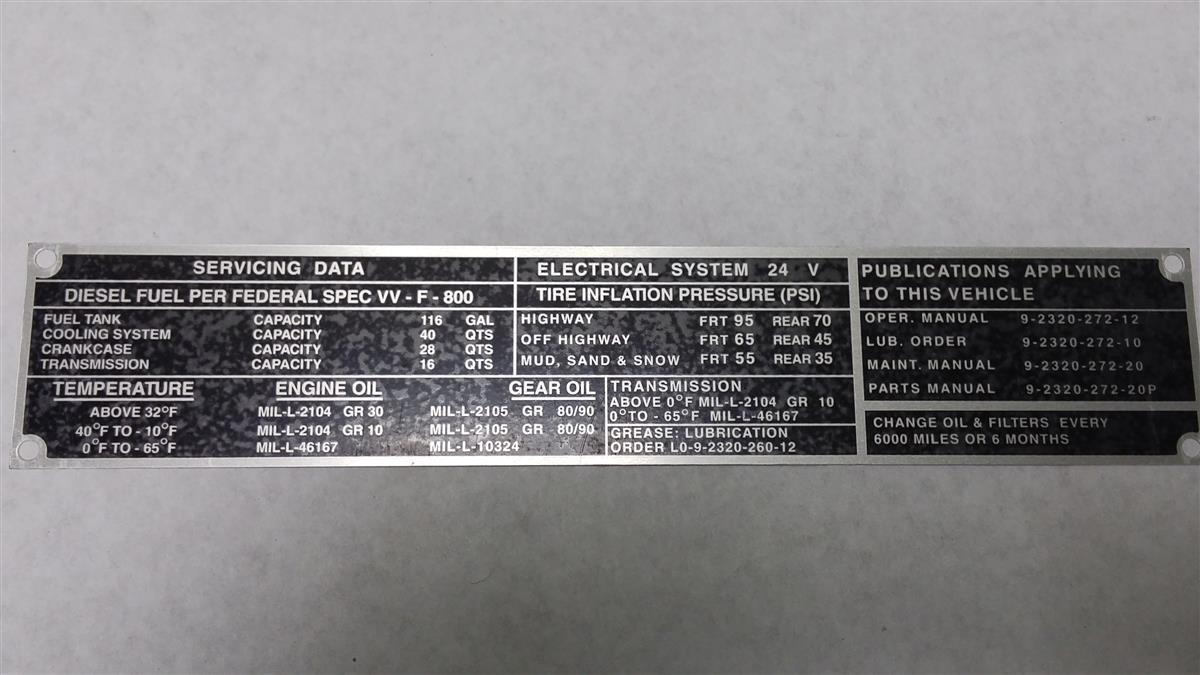 SERVICING DATA
DIESEL FUEL PER FEDERAL SPEC VV - F - 800
FUEL TANK CAPACITY 116 GAL
COOLING SYSTEM CAPACITY 40 QTS
CRANKCASE CAPACITY 28 QTS
TRANSMISSION CAPACITY 16 QTS
TEMPERATURE ENGINE OIL GEAR OIL
ABOVE 32°F MIL-L-2104 GR 30 MIL-L-2105 GR 80/90
40°F TO - 10°F MIL-L-2104 GR 10 MIL-L-2105 GR 80/90
0°F TO - 65°F MIL-L-46167 MIL-L-10324
ELECTRICAL SYSTEM 24 V
TIRE INFLATION PRESSURE (PSI)
HIGHWAY FRT 95 REAR 70
OFF HIGHWAY FRT 65 REAR 45
MUD, SAND & SNOW FRT 55 REAR 35
TRANSMISSION
ABOVE 0°F MIL-L-2104 GR 10
0°TO - 65°F MIL-L-46167
GREASE: LUBRICATION
ORDER L0-9-2320-260-12
PUBLICATIONS APPLYING
TO THIS VEHICLE
OPER. MANUAL 9-2320-272-12
LUB. ORDER 9-2320-272-10
MAINT. MANUAL 9-2320-272-20
PARTS MANUAL 9-2320-272-20P
CHANGE OIL & FILTERS EVERY
6000 MILES OR 6 MONTHS